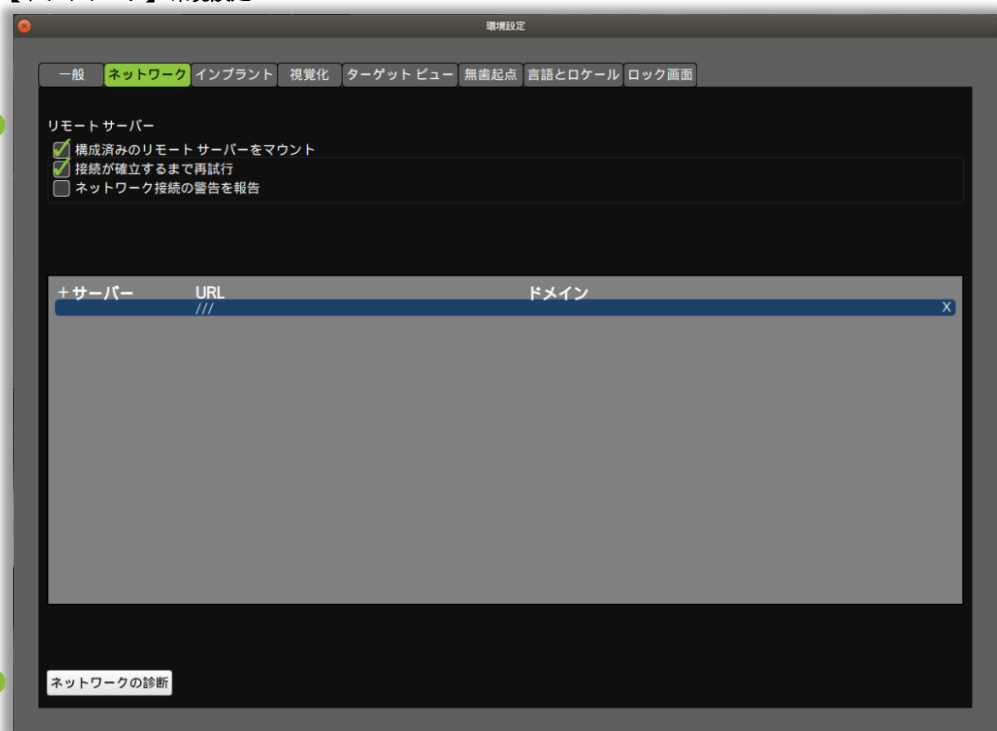 環境設定
一般 ネットワーク インプラント 視覚化 ターゲット ビュー 無歯起点 言語とロケール ロック画面
リモート サーバー
構成済みのリモート サーバーをマウント
接続が確立するまで再試行
ネットワーク接続の警告を報告
+ サーバー URL ドメイン
/// X
ネットワークの診断